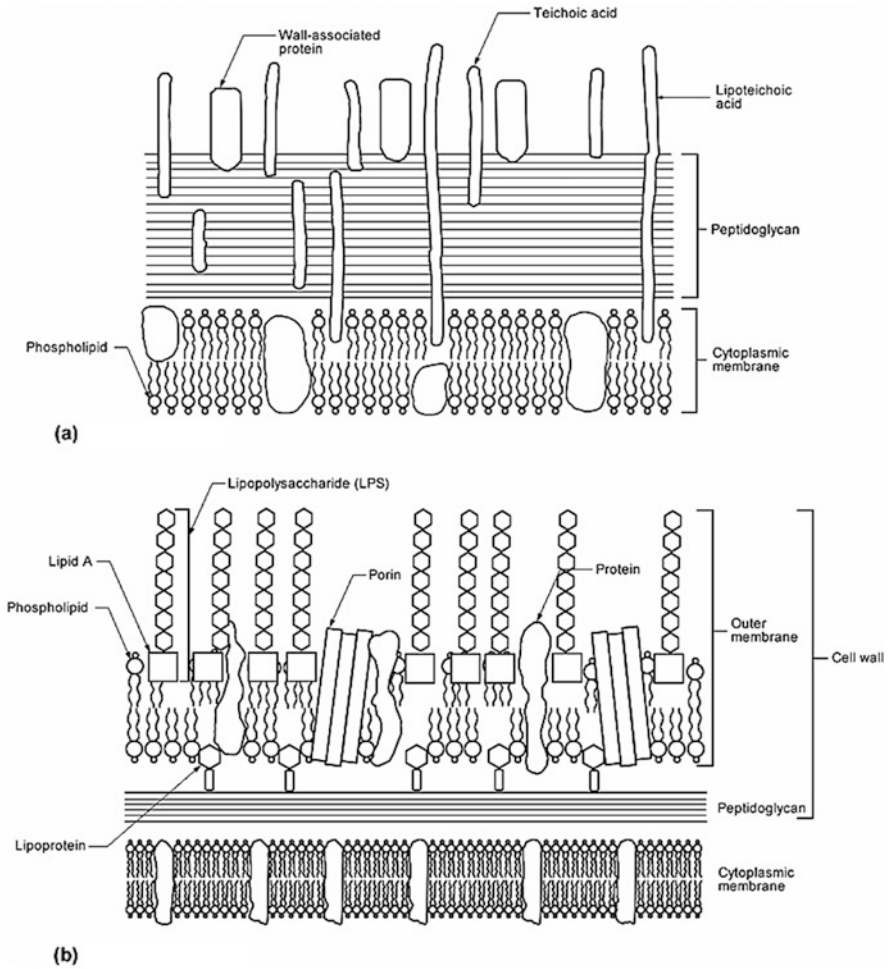 Teichoic acid
Wall-associated
protein
Lipoteichoic
acid
Peptidoglycan
Phospholipid
Cytoplasmic
membrane
(a)
Lipopolysaccharide (LPS)
Lipid A
Porin
Protein
Phospholipid
Outer
membrane
Cell wall
Peptidoglycan
Lipoprotein
Cytoplasmic
membrane
(b)